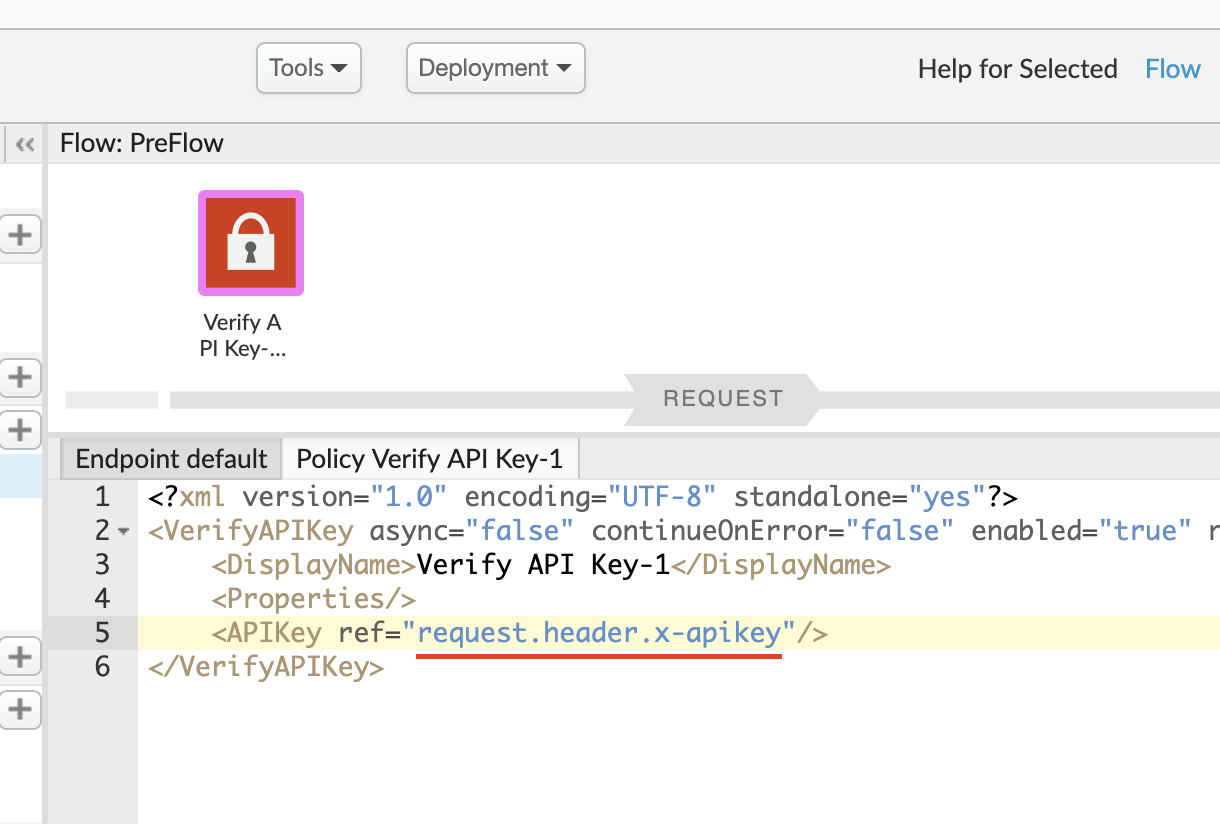 Tools
Deployment
Help for Selected Flow
Flow: PreFlow
Verify A
PI Key-...
REQUEST
Endpoint default
Policy Verify API Key-1
1 <?xml version="1.0" encoding="UTF-8" standalone="yes"?>
2 <VerifyAPIKey async="false" continueOnError="false" enabled="true" r
3 <DisplayName>Verify API Key-1</DisplayName>
4 <Properties/>
5 <APIKey ref="request.header.x-apikey"/>
6 </VerifyAPIKey>